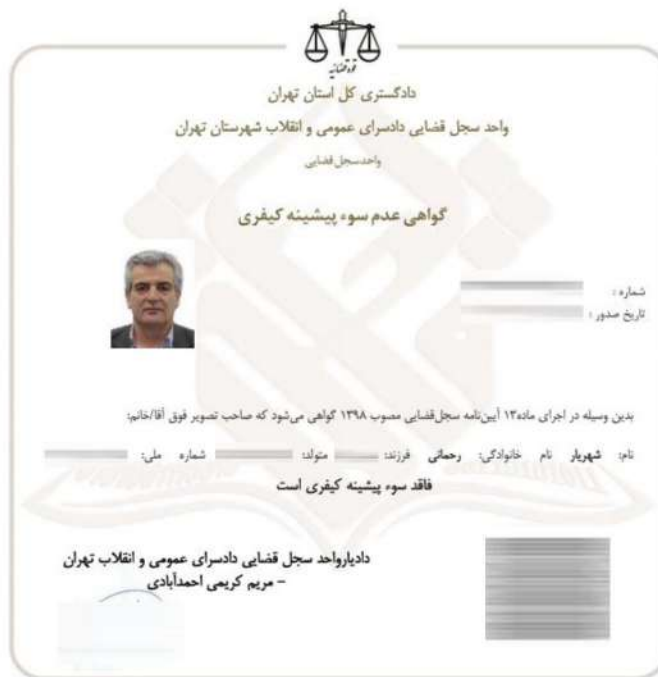 قوه قضائیه
دادگستری کل استان تهران
واحد سجل قضایی دادسرای عمومی و انقلاب شهرستان تهران
واحدسجل قضایی
گواهی عدم سوء پیشینه کیفری
شماره :
تاریخ صدور :
بدین وسیله در اجرای ماده۱۳ آیین‌نامه سجل‌قضایی مصوب ۱۳۹۸ گواهی می‌شود که صاحب تصویر فوق آقا/خانم:
نام: شهریار نام خانوادگی: رحمانی فرزند: متولد: شماره ملی:
فاقد سوء پیشینه کیفری است
دادیارواحد سجل قضایی دادسرای عمومی و انقلاب تهران
– مریم کریمی احمدآبادی